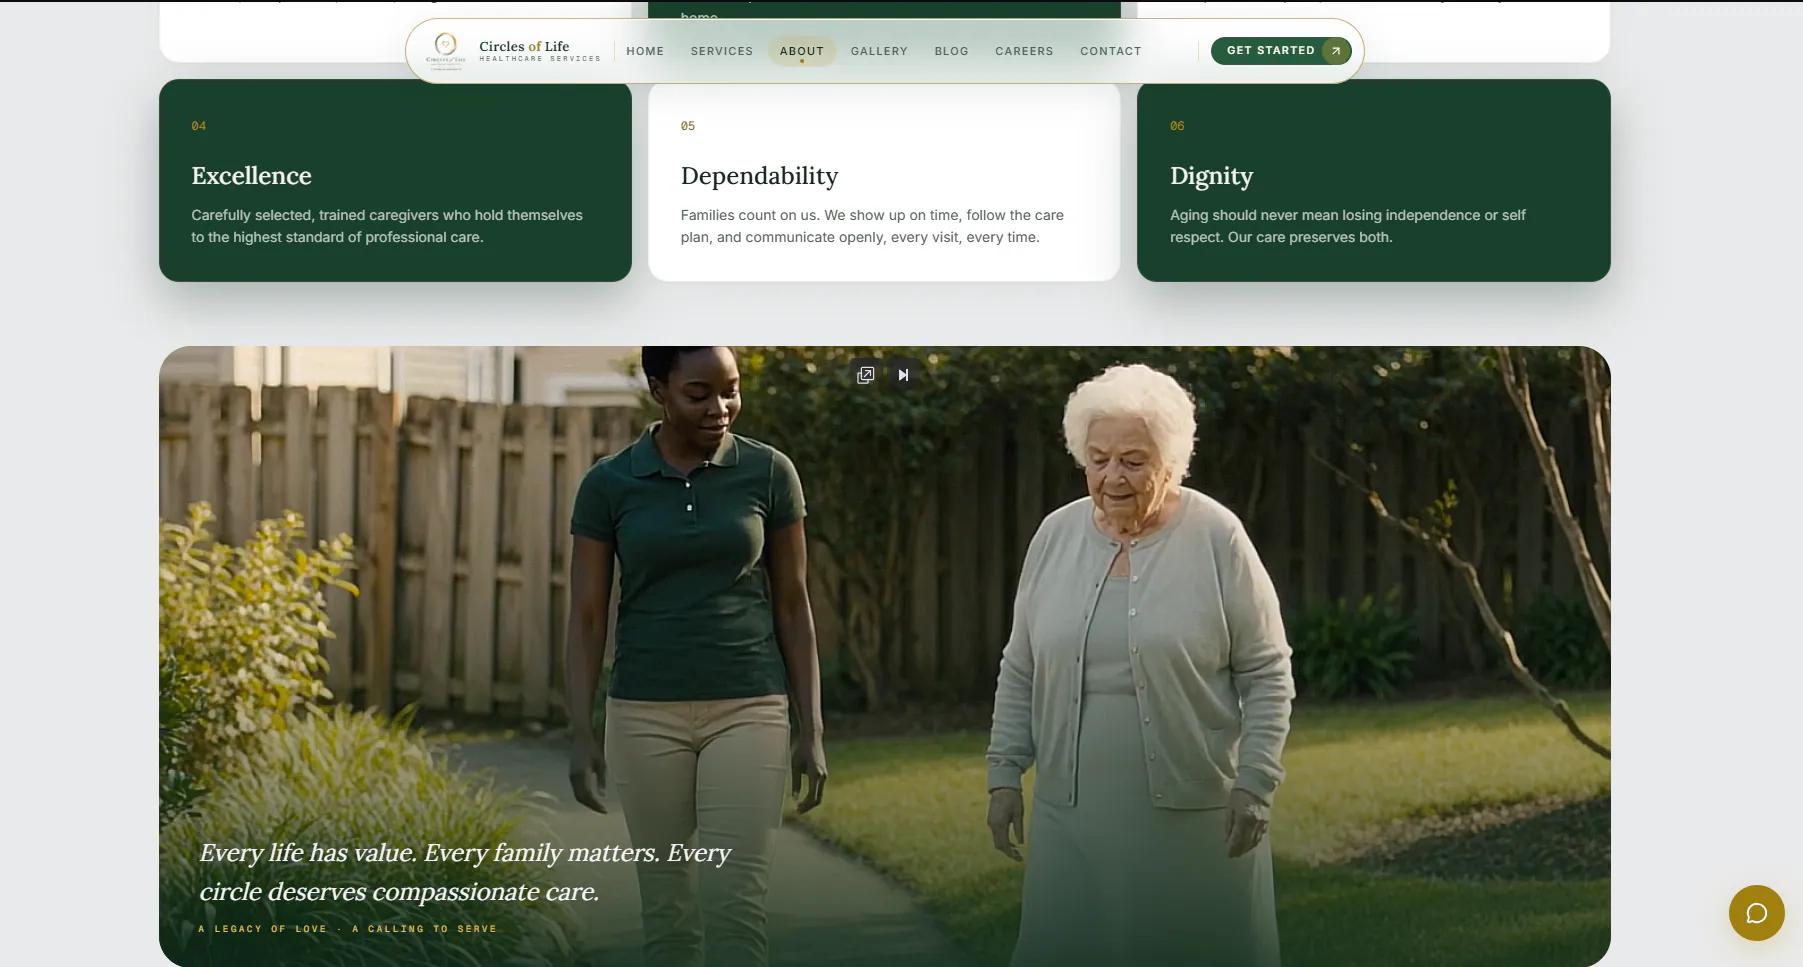 home.
Circles of Life
HEALTHCARE SERVICES
HOME
SERVICES
ABOUT
GALLERY
BLOG
CAREERS
CONTACT
GET STARTED
04
Excellence
Carefully selected, trained caregivers who hold themselves
to the highest standard of professional care.
05
Dependability
Families count on us. We show up on time, follow the care
plan, and communicate openly, every visit, every time.
06
Dignity
Aging should never mean losing independence or self
respect. Our care preserves both.
Every life has value. Every family matters. Every
circle deserves compassionate care.
A LEGACY OF LOVE · A CALLING TO SERVE